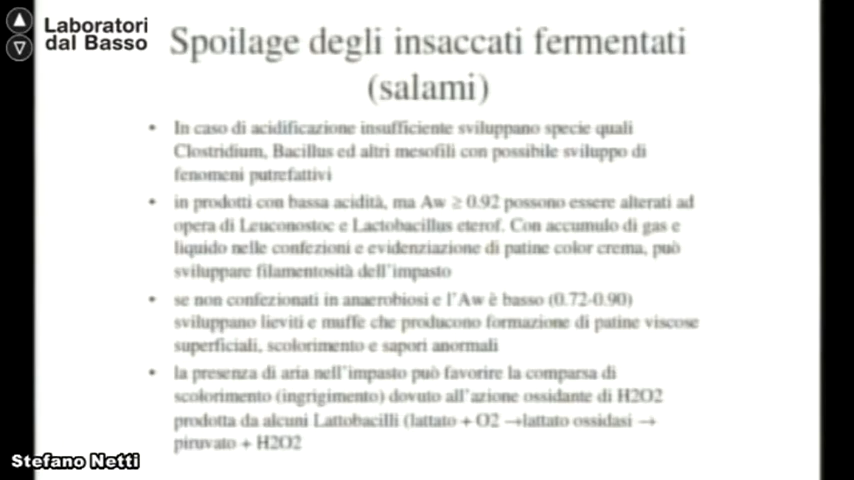 Laboratori
dal Basso
Spoilage degli insaccati fermentati
(salami)
• In caso di acidificazione insufficiente sviluppano specie quali
Clostridium, Bacillus ed altri mesofili con possibile sviluppo di
fenomeni putrefattivi
• in prodotti con bassa acidità, ma Aw ≥ 0.92 possono essere alterati ad
opera di Leuconostoc e Lactobacillus eterof. Con accumulo di gas e
liquido nelle confezioni e evidenziazione di patine color crema, può
sviluppare filamentosità dell'impasto
• se non confezionati in anaerobiosi e l'Aw è basso (0.72-0.90)
sviluppano lieviti e muffe che producono formazione di patine viscose
superficiali, scolorimento e sapori anormali
• la presenza di aria nell'impasto può favorire la comparsa di
scolorimento (ingrigimento) dovuto all'azione ossidante di H2O2
prodotta da alcuni Lattobacilli (lattato + O2 →lattato ossidasi →
piruvato + H2O2
Stefano Netti